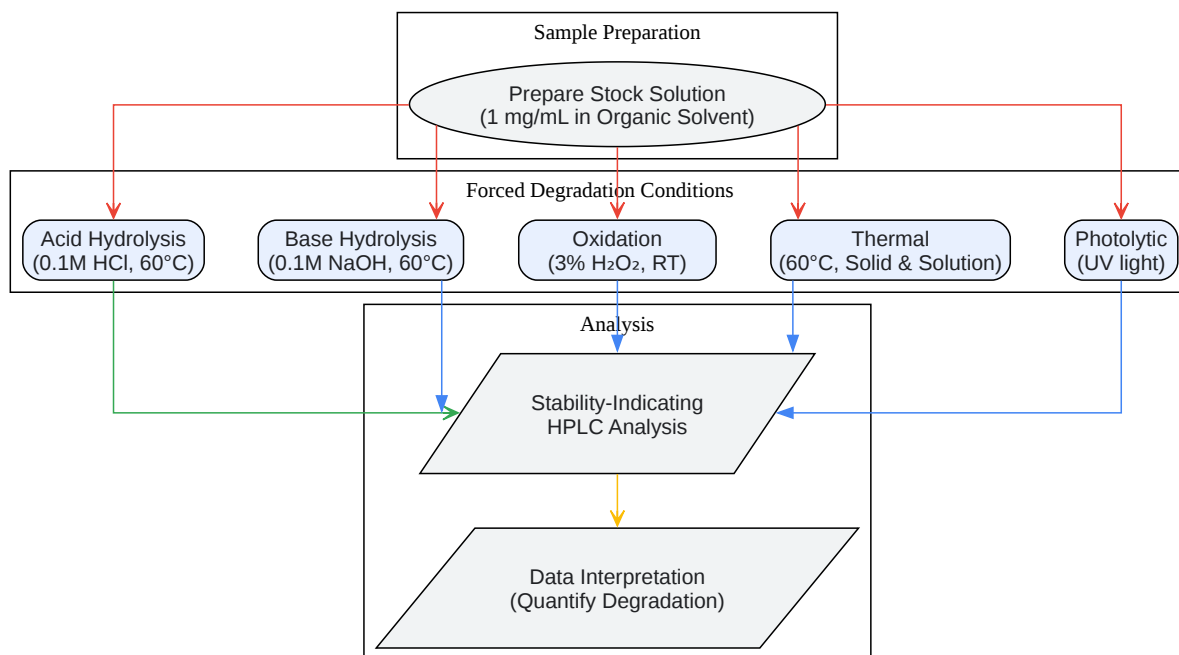 Sample Preparation
Prepare Stock Solution
(1 mg/mL in Organic Solvent)
Forced Degradation Conditions
Acid Hydrolysis
(0.1M HCl, 60°C)
Base Hydrolysis
(0.1M NaOH, 60°C)
Oxidation
(3% H₂O₂, RT)
Thermal
(60°C, Solid & Solution)
Photolytic
(UV light)
Analysis
Stability-Indicating
HPLC Analysis
Data Interpretation
(Quantify Degradation)